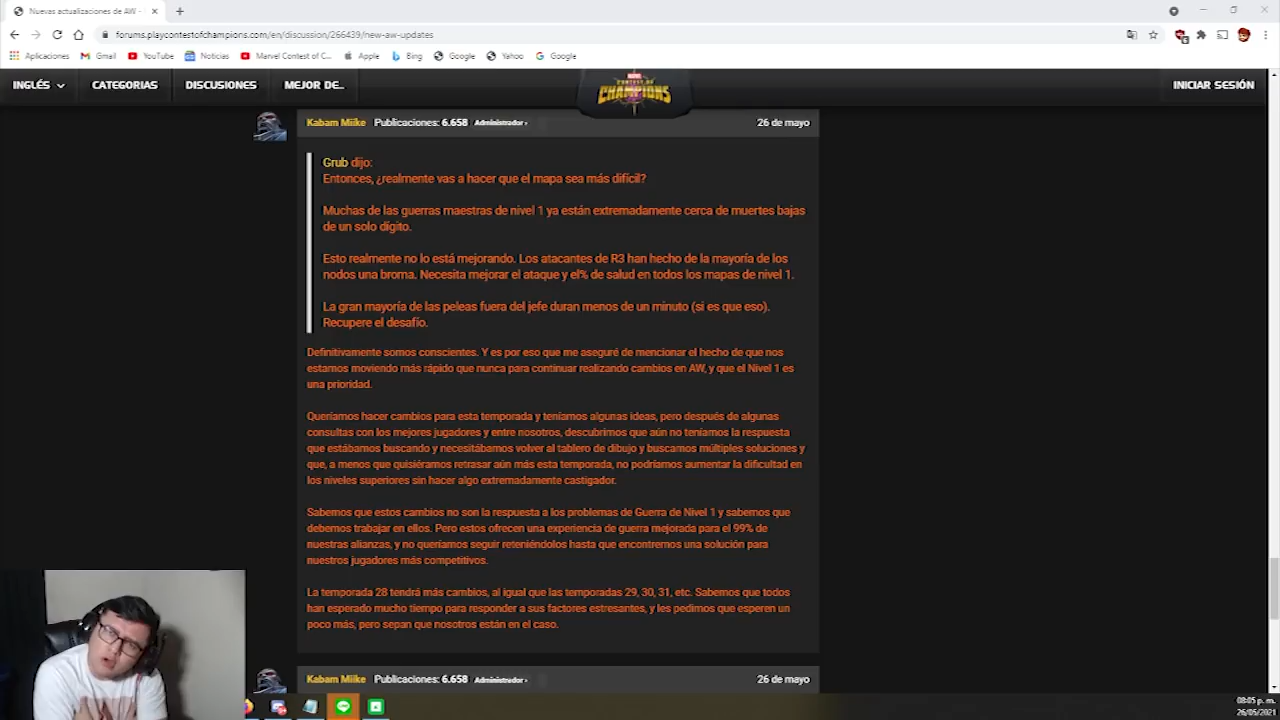 Nuevas actualizaciones de AW -
forums.playcontestofchampions.com/en/discussion/266439/new-aw-updates
Aplicaciones Gmail YouTube Noticias Marvel Contest of C... Apple Bing Google Yahoo Google
INGLÉS CATEGORIAS DISCUSIONES MEJOR DE... MARVEL CONTEST OF CHAMPIONS INICIAR SESIÓN
Kabam Miike Publicaciones: 6.658 Administrador › 26 de mayo
Grub dijo:
Entonces, ¿realmente vas a hacer que el mapa sea más difícil?
Muchas de las guerras maestras de nivel 1 ya están extremadamente cerca de muertes bajas
de un solo dígito.
Esto realmente no lo está mejorando. Los atacantes de R3 han hecho de la mayoría de los
nodos una broma. Necesita mejorar el ataque y el% de salud en todos los mapas de nivel 1.
La gran mayoría de las peleas fuera del jefe duran menos de un minuto (si es que eso).
Recupere el desafío.
Definitivamente somos conscientes. Y es por eso que me aseguré de mencionar el hecho de que nos
estamos moviendo más rápido que nunca para continuar realizando cambios en AW, y que el Nivel 1 es
una prioridad.
Queríamos hacer cambios para esta temporada y teníamos algunas ideas, pero después de algunas
consultas con los mejores jugadores y entre nosotros, descubrimos que aún no teníamos la respuesta
que estábamos buscando y necesitábamos volver al tablero de dibujo y buscamos múltiples soluciones y
que, a menos que quisiéramos retrasar aún más esta temporada, no podríamos aumentar la dificultad en
los niveles superiores sin hacer algo extremadamente castigador.
Sabemos que estos cambios no son la respuesta a los problemas de Guerra de Nivel 1 y sabemos que
debemos trabajar en ellos. Pero estos ofrecen una experiencia de guerra mejorada para el 99% de
nuestras alianzas, y no queríamos seguir reteniéndolos hasta que encontremos una solución para
nuestros jugadores más competitivos.
La temporada 28 tendrá más cambios, al igual que las temporadas 29, 30, 31, etc. Sabemos que todos
han esperado mucho tiempo para responder a sus factores estresantes, y les pedimos que esperen un
poco más, pero sepan que nosotros están en el caso.
Kabam Miike Publicaciones: 6.658 Administrador › 26 de mayo
08:05 p. m.
26/05/2021